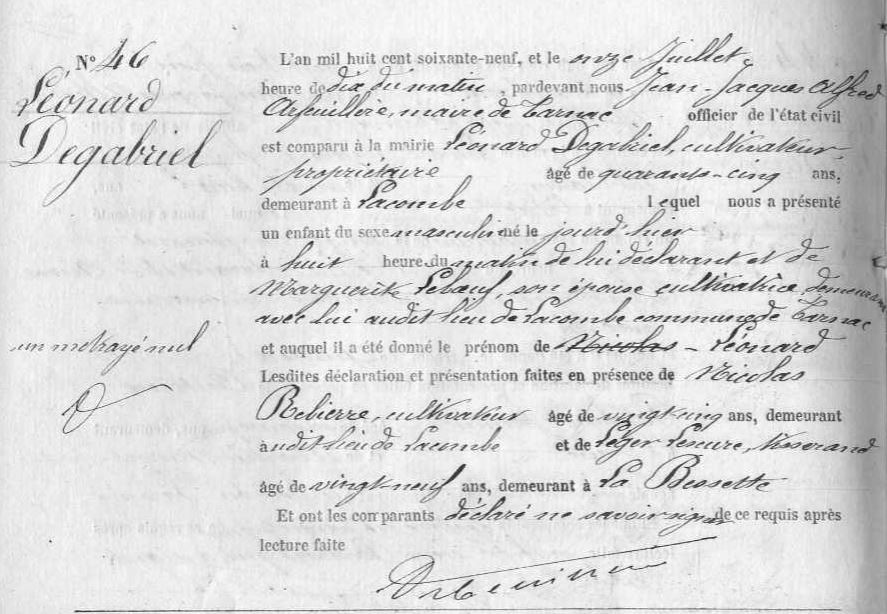 N° 46
Léonard
Degabriel
L'an mil huit cent soixante-neuf, et le onze Juillet
heure de dix du matin, pardevant nous Jean-Jacques Alfred
Arfeuillère, maire de Tarnac officier de l'état civil
est comparu à la mairie Léonard Degabriel, cultivateur
propriétaire âgé de quarante-cinq ans,
demeurant à Lacombe lequel nous a présenté
un enfant du sexe masculin né le jourd'hier
à huit heure du matin de lui déclarant et de
Marguerite Leboeuf, son épouse cultivatrice demeurant
avec lui audit lieu de Lacombe commune de Tarnac
un mot rayé nul
et auquel il a été donné le prénom de Nicolas - Léonard
Lesdites déclaration et présentation faites en présence de Nicolas
Rebierre, cultivateur âgé de vingt cinq ans, demeurant
audit lieu de Lacombe et de Léger Lescure, tisserand
âgé de vingt neuf ans, demeurant à La Bessette
Et ont les comparants déclaré ne savoir signer de ce requis après
lecture faite